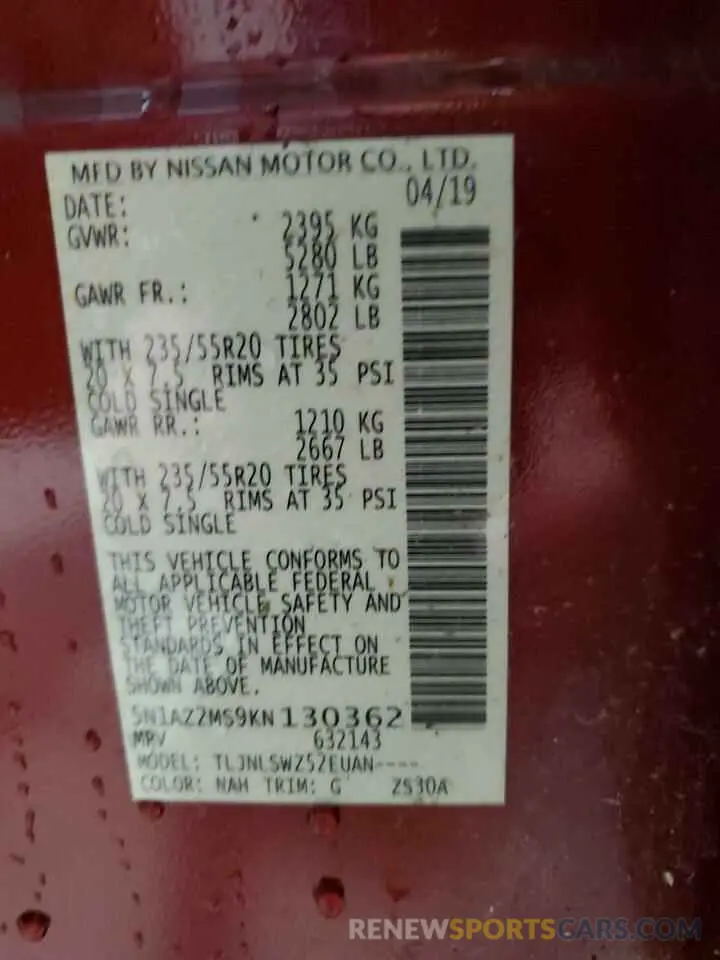 MFD BY NISSAN MOTOR CO., LTD.
DATE: 04/19
GVWR: 2395 KG
5280 LB
GAWR FR.: 1271 KG
2802 LB
WITH 235/55R20 TIRES
20 X 7.5 RIMS AT 35 PSI
COLD SINGLE
GAWR RR.: 1210 KG
2667 LB
WITH 235/55R20 TIRES
20 X 7.5 RIMS AT 35 PSI
COLD SINGLE
THIS VEHICLE CONFORMS TO
ALL APPLICABLE FEDERAL
MOTOR VEHICLE SAFETY AND
THEFT PREVENTION
STANDARDS IN EFFECT ON
THE DATE OF MANUFACTURE
SHOWN ABOVE.
5N1AZ2MS9KN130362
MPV 632143
MODEL: TLJNLSWZ52EUAN----
COLOR: NAH TRIM: G ZS30A
RENEWSPORTSCARS.COM